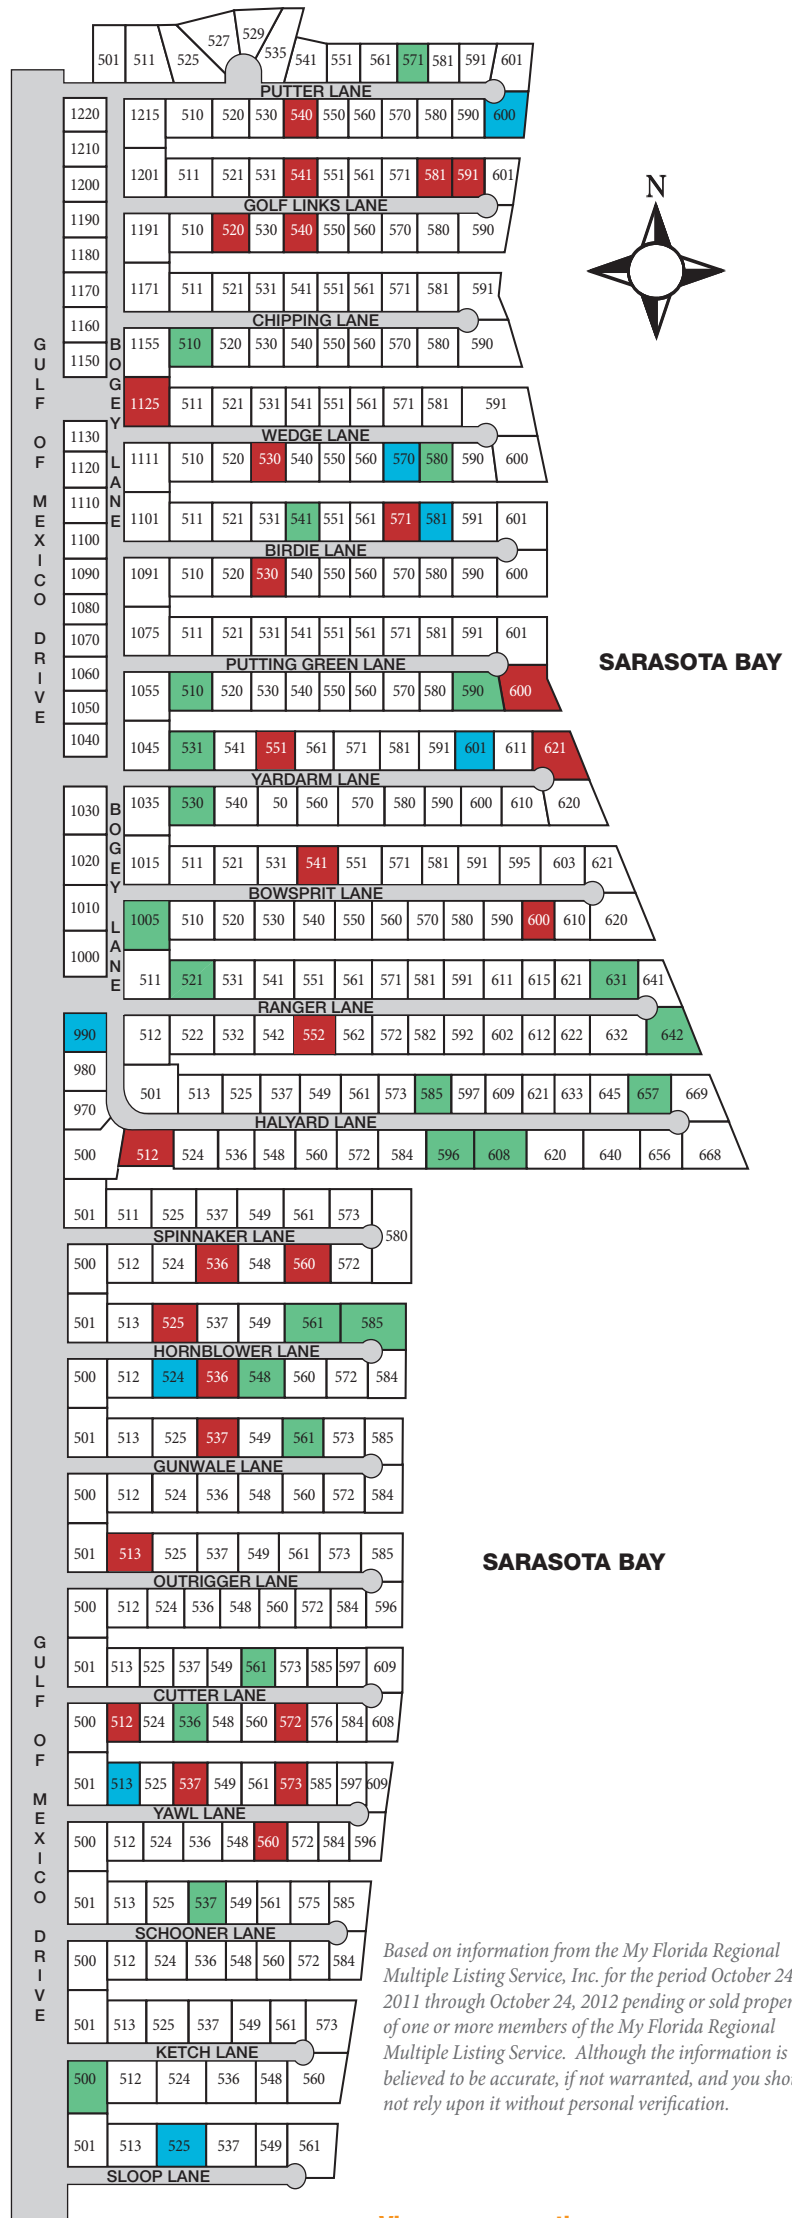 527 529
501 511 525 535 541 551 561 571 581 591 601
PUTTER LANE
1220 1215 510 520 530 540 550 560 570 580 590 600
1210
1200 1201 511 521 531 541 551 561 571 581 591 601
GOLF LINKS LANE
1190 1191 510 520 530 540 550 560 570 580 590
1180
1170 1171 511 521 531 541 551 561 571 581 591
CHIPPING LANE
1160
1150 1155 510 520 530 540 550 560 570 580 590
1125 511 521 531 541 551 561 571 581 591
WEDGE LANE
1130
1120 1111 510 520 530 540 550 560 570 580 590 600
1110
1100 1101 511 521 531 541 551 561 571 581 591 601
BIRDIE LANE
1090 1091 510 520 530 540 550 560 570 580 590 600
1080
1070 1075 511 521 531 541 551 561 571 581 591 601
PUTTING GREEN LANE
1060
1050 1055 510 520 530 540 550 560 570 580 590 600
1040 1045 531 541 551 561 571 581 591 601 611 621
YARDARM LANE
1030 1035 530 540 50 560 570 580 590 600 610 620
1020 1015 511 521 531 541 551 571 581 591 595 603 621
BOWSPRIT LANE
1010 1005 510 520 530 540 550 560 570 580 590 600 610 620
1000 511 521 531 541 551 561 571 581 591 611 615 621 631 641
RANGER LANE
990 512 522 532 542 552 562 572 582 592 602 612 622 632 642
980
970 501 513 525 537 549 561 573 585 597 609 621 633 645 657 669
HALYARD LANE
500 512 524 536 548 560 572 584 596 608 620 640 656 668
501 511 525 537 549 561 573 580
SPINNAKER LANE
500 512 524 536 548 560 572
501 513 525 537 549 561 585
HORNBLOWER LANE
500 512 524 536 548 560 572 584
501 513 525 537 549 561 573 585
GUNWALE LANE
500 512 524 536 548 560 572 584
501 513 525 537 549 561 573 585
OUTRIGGER LANE
500 512 524 536 548 560 572 584 596
501 513 525 537 549 561 573 585 597 609
CUTTER LANE
500 512 524 536 548 560 572 576 584 608
501 513 525 537 549 561 573 585 597 609
YAWL LANE
500 512 524 536 548 560 572 584 596
501 513 525 537 549 561 575 585
SCHOONER LANE
500 512 524 536 548 560 572 584
501 513 525 537 549 561 573
KETCH LANE
500 512 524 536 548 560
501 513 525 537 549 561
SLOOP LANE
GULF OF MEXICO DRIVE
BOGEY LANE
BOGEY LANE
GULF OF MEXICO DRIVE
N
SARASOTA BAY
SARASOTA BAY
Based on information from the My Florida Regional
Multiple Listing Service, Inc. for the period October 24
2011 through October 24, 2012 pending or sold proper
of one or more members of the My Florida Regional
Multiple Listing Service. Although the information is
believed to be accurate, if not warranted, and you shou
not rely upon it without personal verification.